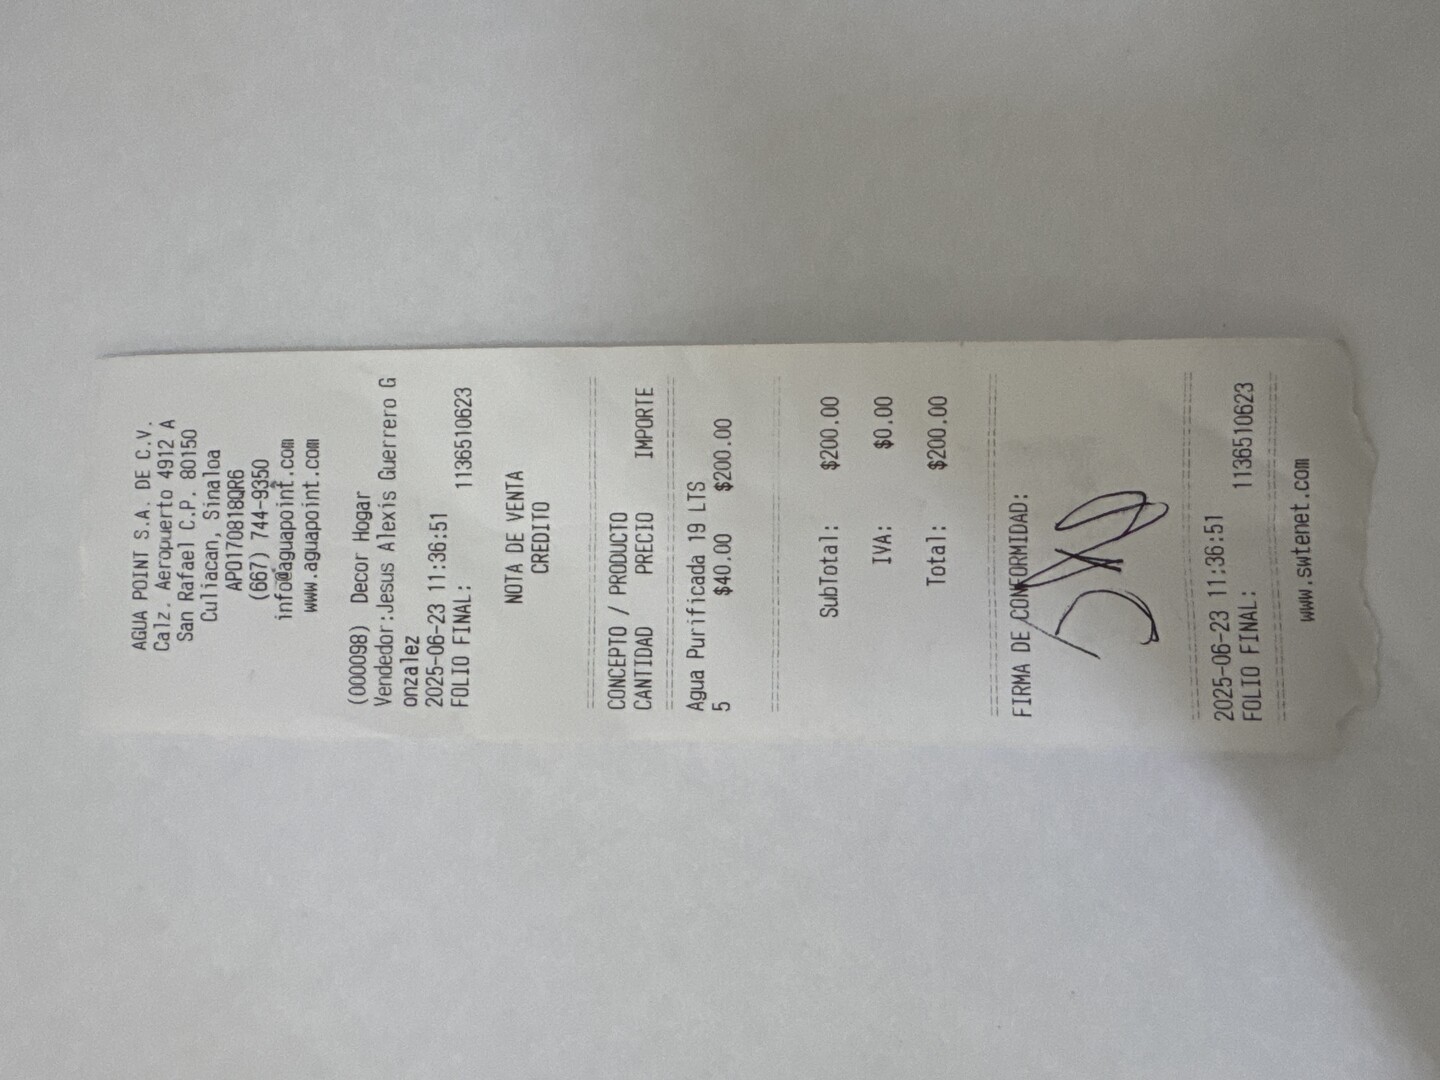 AGUA POINT S.A. DE C.V.
Calz. Aeropuerto 4912 A
San Rafael C.P. 80150
Culiacan, Sinaloa
APO170818QR6
(667) 744-9350
info@aguapoint.com
www.aguapoint.com
(000098) Decor Hogar
Vendedor:Jesus Alexis Guerrero G
onzalez
2025-06-23 11:36:51
FOLIO FINAL: 1136510623
NOTA DE VENTA
CREDITO
CONCEPTO / PRODUCTO
CANTIDAD PRECIO IMPORTE
Agua Purificada 19 LTS
5 $40.00 $200.00
SubTotal: $200.00
IVA: $0.00
Total: $200.00
FIRMA DE CONFORMIDAD:
2025-06-23 11:36:51
FOLIO FINAL: 1136510623
www.swtenet.com